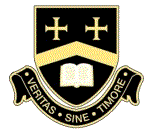 VERITAS · SINE · TIMORE